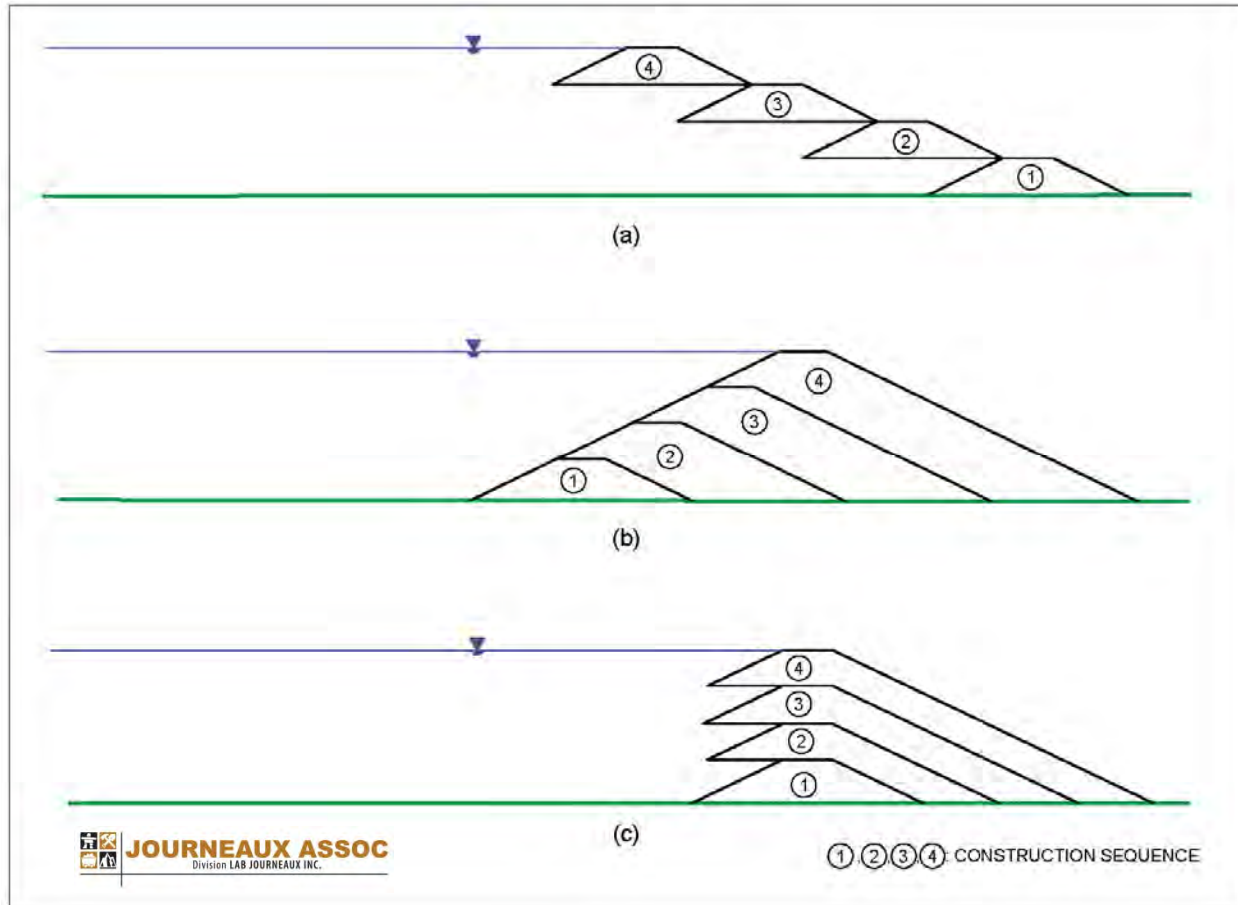 ④
③
②
①
(a)
④
③
②
①
(b)
④
③
②
①
(c)
JOURNEAUX ASSOC
Division LAB JOURNEAUX INC.
①,②,③,④: CONSTRUCTION SEQUENCE